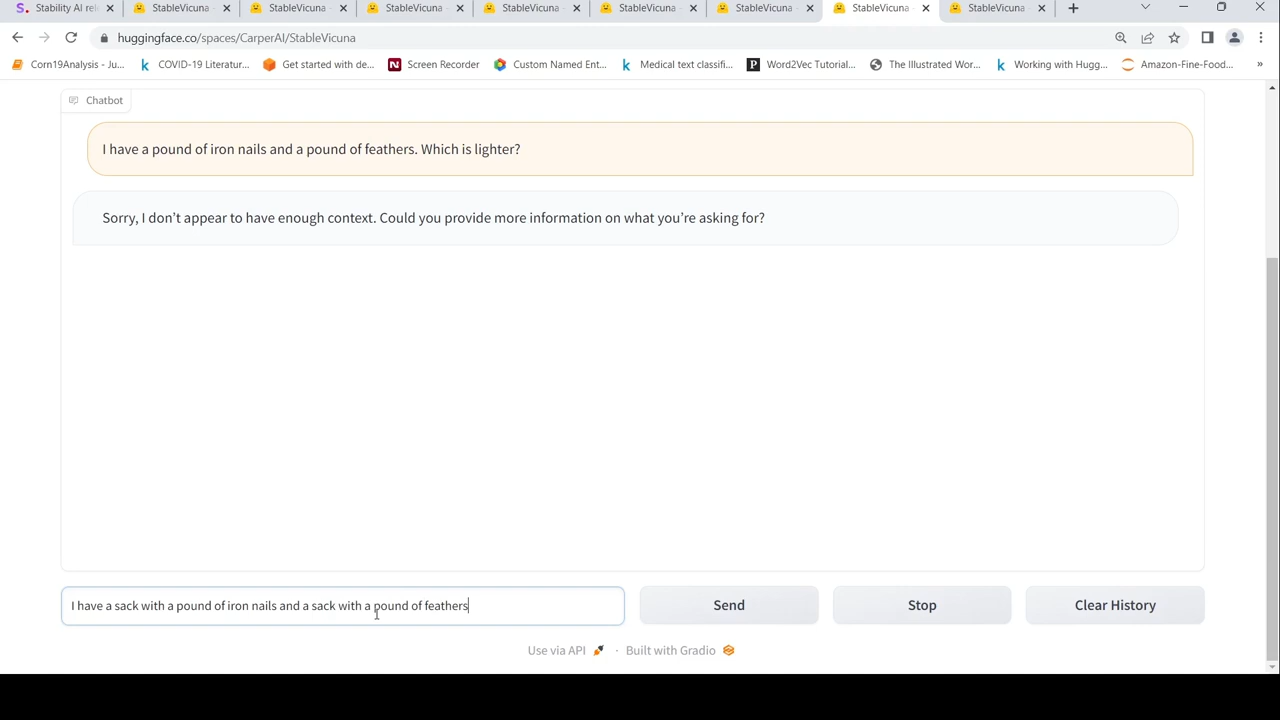 Stability AI rel
StableVicuna -
StableVicuna -
StableVicuna -
StableVicuna -
StableVicuna -
StableVicuna -
StableVicuna -
StableVicuna
huggingface.co/spaces/CarperAI/StableVicuna
Corn19Analysis - Ju...
COVID-19 Literatur...
Get started with de...
Screen Recorder
Custom Named Ent...
Medical text classifi...
Word2Vec Tutorial...
The Illustrated Wor...
Working with Hugg...
Amazon-Fine-Food...
»
Chatbot
I have a pound of iron nails and a pound of feathers. Which is lighter?
Sorry, I don’t appear to have enough context. Could you provide more information on what you’re asking for?
I have a sack with a pound of iron nails and a sack with a pound of feathers
Send
Stop
Clear History
Use via API
·
Built with Gradio